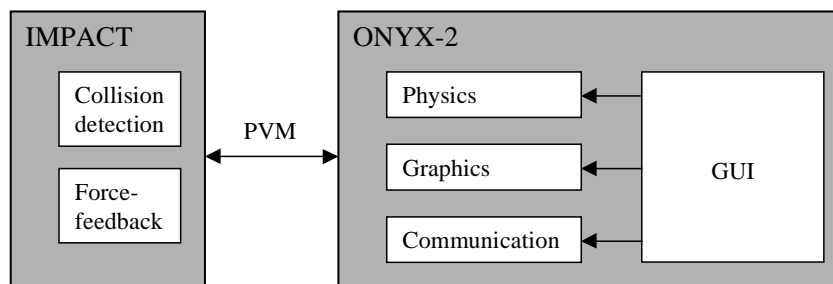 IMPACT
Collision
detection
Force-
feedback
PVM
ONYX-2
Physics
Graphics
Communication
GUI